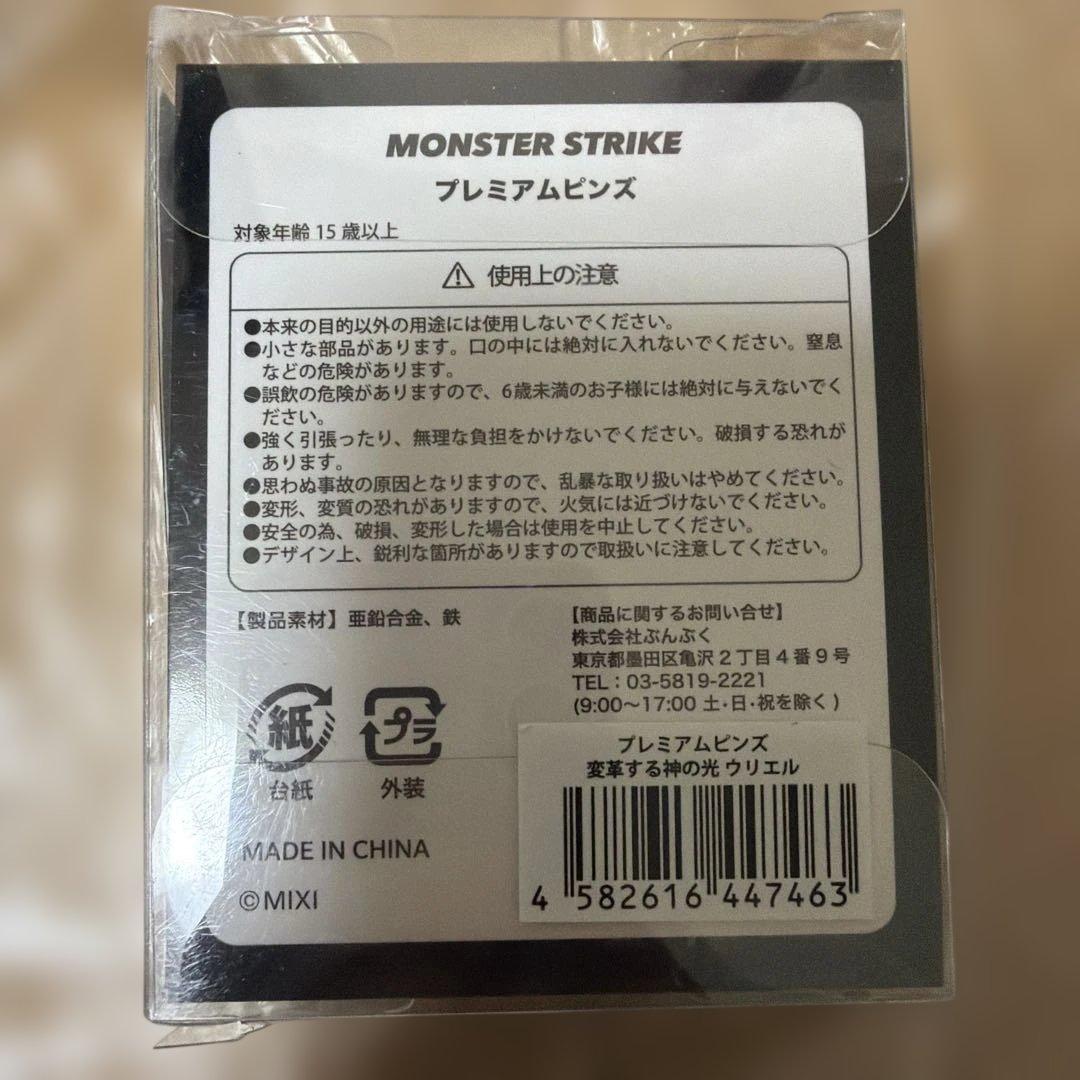 MONSTER STRIKE
プレミアムピンズ
対象年齢 15 歳以上
⚠ 使用上の注意
●本来の目的以外の用途には使用しないでください。
●小さな部品があります。口の中には絶対に入れないでください。窒息
などの危険があります。
●誤飲の危険がありますので、6歳未満のお子様には絶対に与えないでく
ださい。
●強く引張ったり、無理な負担をかけないでください。破損する恐れが
あります。
●思わぬ事故の原因となりますので、乱暴な取り扱いはやめてください。
●変形、変質の恐れがありますので、火気には近づけないでください。
●安全の為、破損、変形した場合は使用を中止してください。
●デザイン上、鋭利な箇所がありますので取扱いに注意してください。
【製品素材】亜鉛合金、鉄
【商品に関するお問い合せ】
株式会社ぶんぶく
東京都墨田区亀沢2丁目4番9号
TEL：03-5819-2221
(9:00～17:00 土・日・祝を除く)
紙
台紙
プラ
外装
MADE IN CHINA
©MIXI
プレミアムピンズ
変革する神の光 ウリエル
4 582616 447463